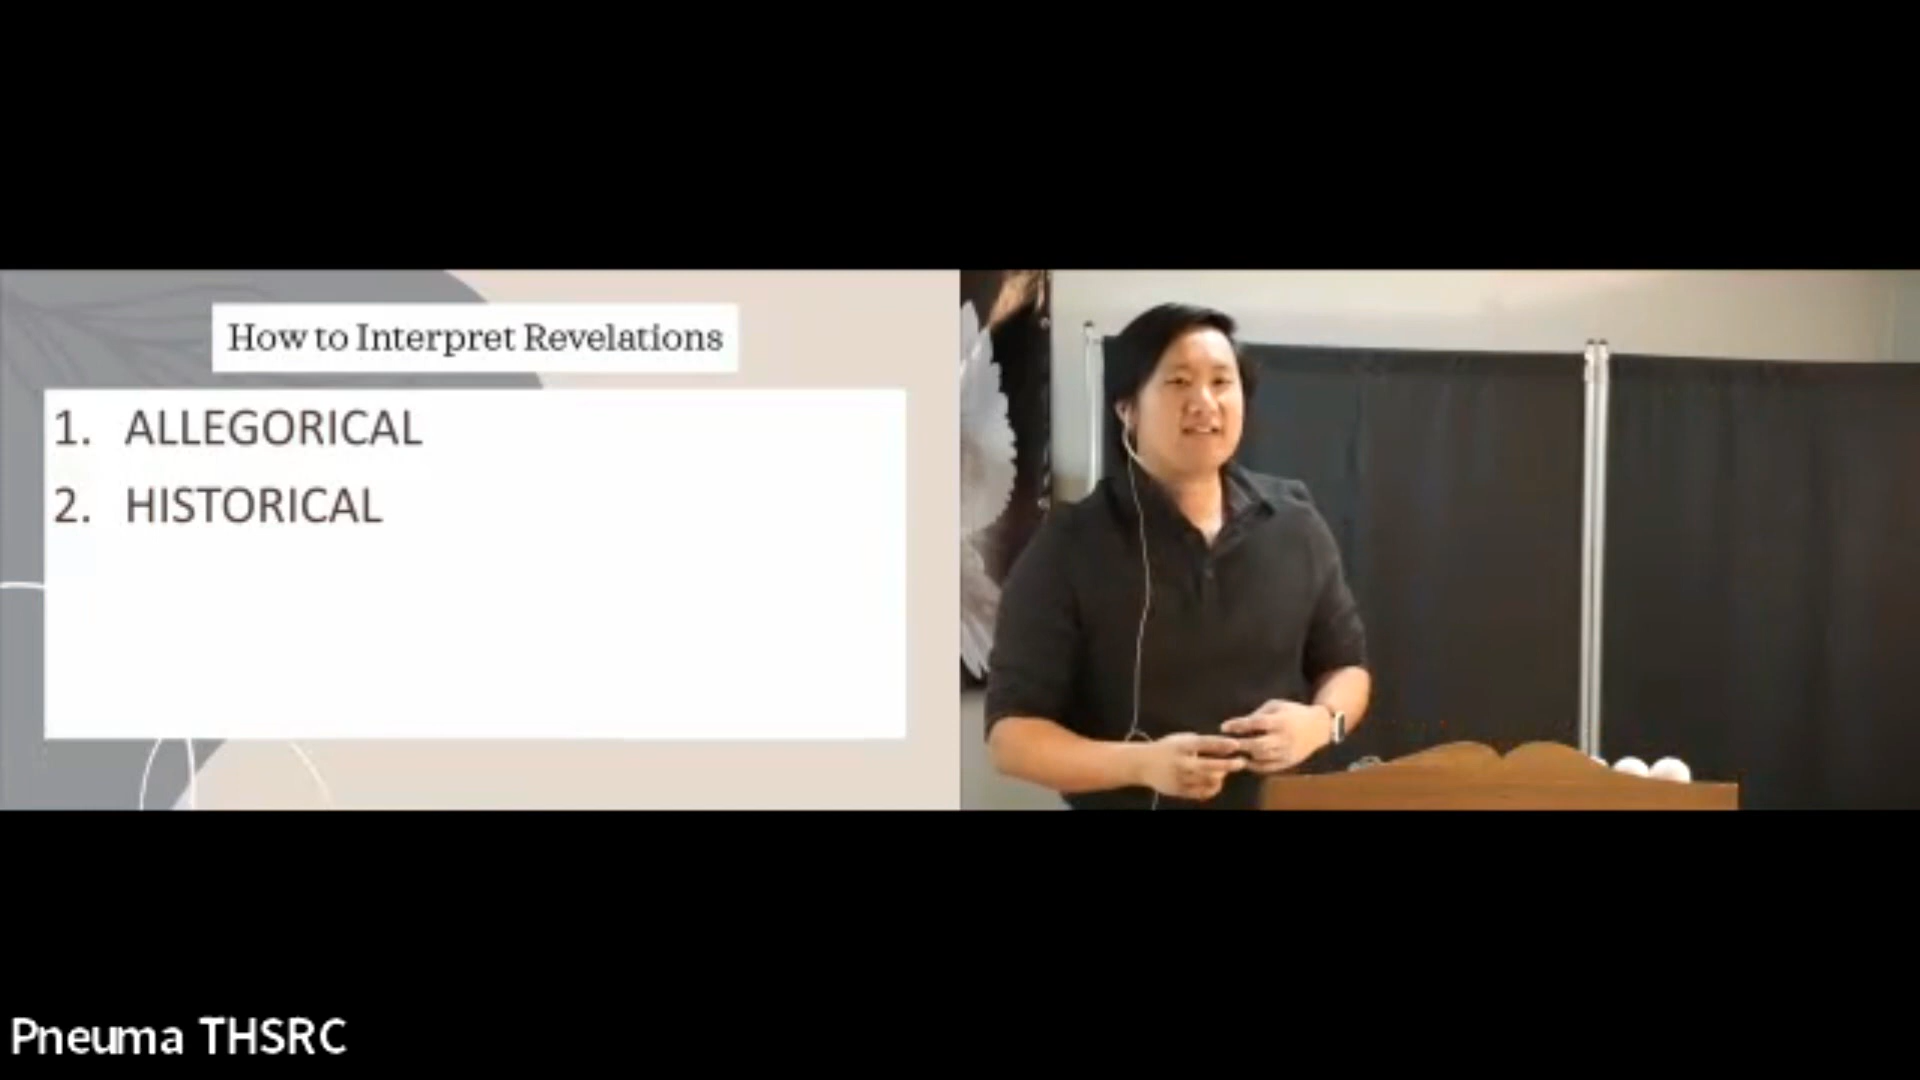 How to Interpret Revelations
1. ALLEGORICAL
2. HISTORICAL
Pneuma THSRC